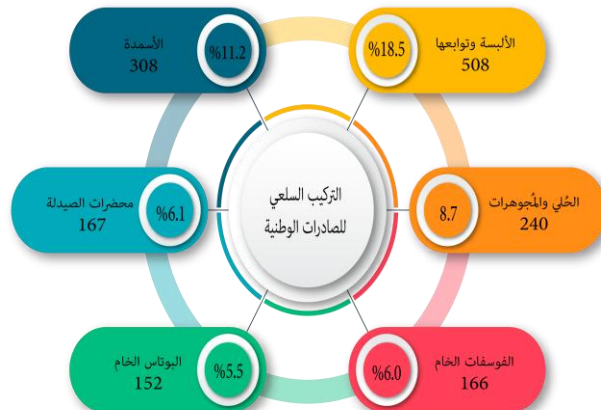 الألبسة وتوابعها
508
%18.5
الأسمدة
308
%11.2
الحُلي والمُجوهرات
240
8.7
التركيب السلعي
للصادرات الوطنية
محضرات الصيدلة
167
%6.1
الفوسفات الخام
166
%6.0
البوتاس الخام
152
%5.5